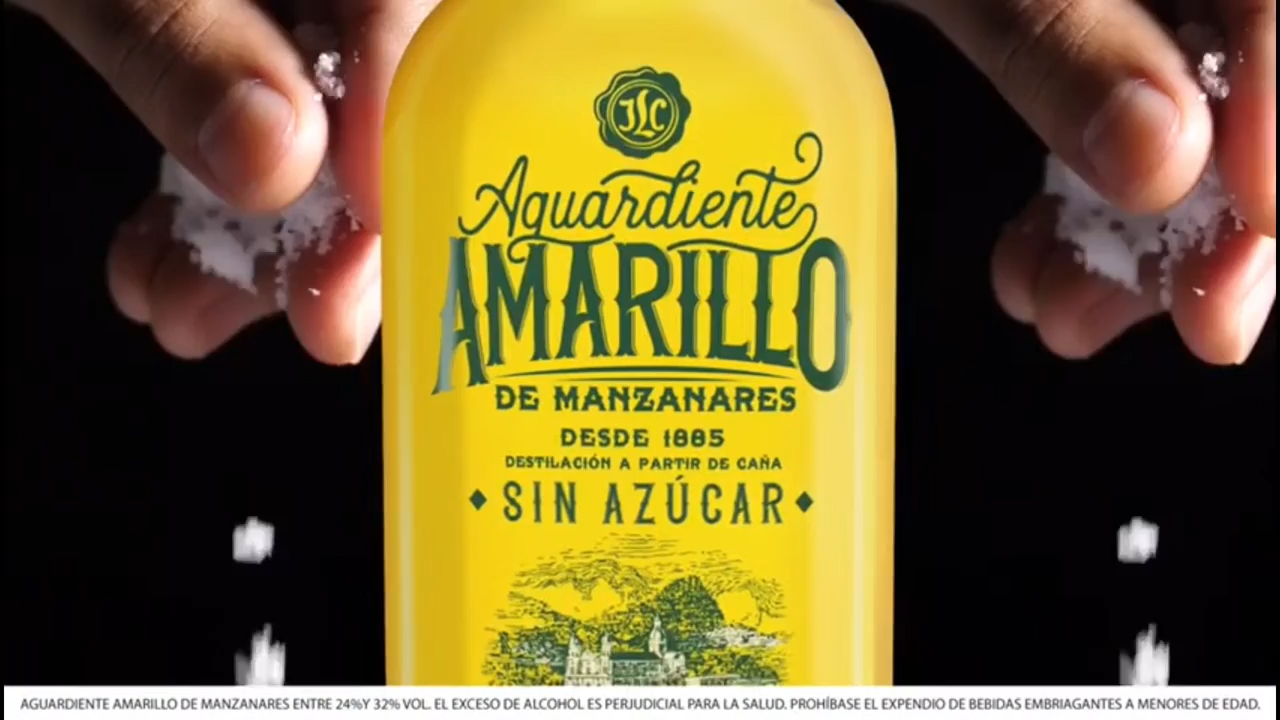 JLC
Aguardiente
AMARILLO
DE MANZANARES
DESDE 1885
DESTILACIÓN A PARTIR DE CAÑA
SIN AZÚCAR
AGUARDIENTE AMARILLO DE MANZANARES ENTRE 24%Y 32% VOL. EL EXCESO DE ALCOHOL ES PERJUDICIAL PARA LA SALUD. PROHÍBASE EL EXPENDIO DE BEBIDAS EMBRIAGANTES A MENORES DE EDAD.